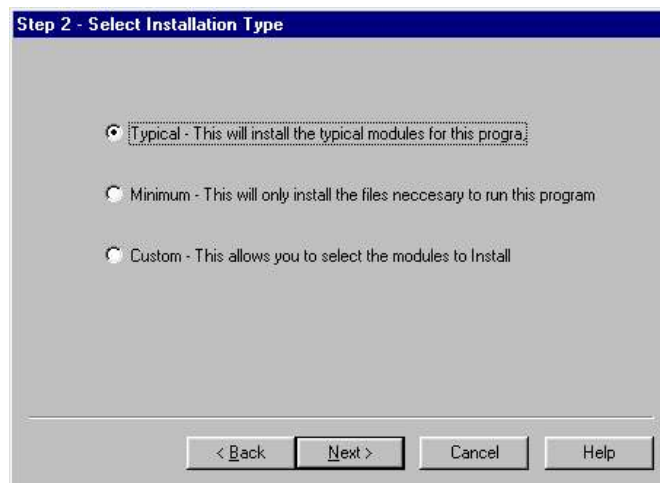 Step 2 - Select Installation Type
Typical - This will install the typical modules for this progra,
Minimum - This will only install the files neccesary to run this program
Custom - This allows you to select the modules to Install
< Back
Next >
Cancel
Help